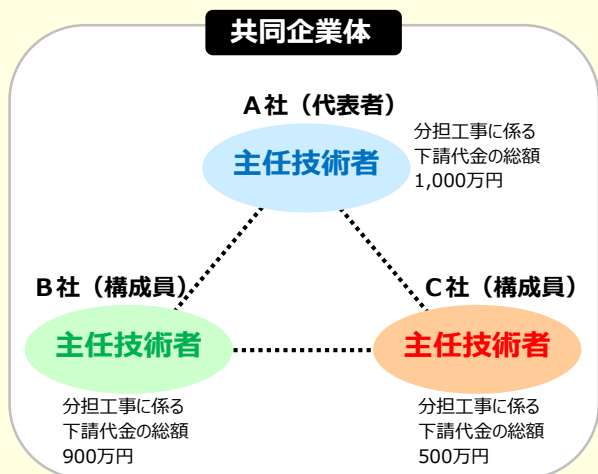 共同企業体
A社（代表者）
主任技術者
分担工事に係る
下請代金の総額
1,000万円
B社（構成員）
主任技術者
分担工事に係る
下請代金の総額
900万円
C社（構成員）
主任技術者
分担工事に係る
下請代金の総額
500万円